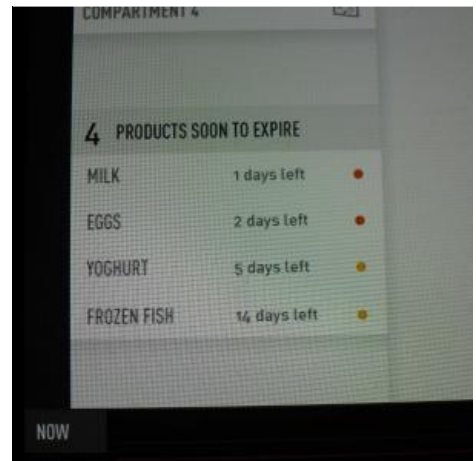 COMPARTMENT 4
4 PRODUCTS SOON TO EXPIRE
MILK 1 days left
EGGS 2 days left
YOGHURT 5 days left
FROZEN FISH 14 days left
NOW